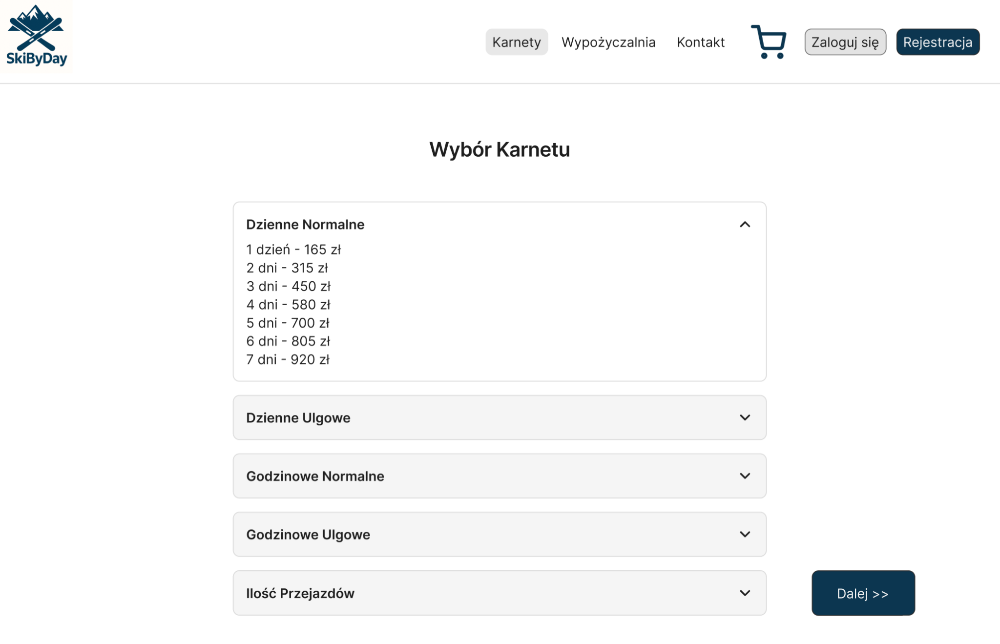 SkiByDay
Karnety
Wypożyczalnia
Kontakt
Zaloguj się
Rejestracja
Wybór Karnetu
Dzienne Normalne
1 dzień - 165 zł
2 dni - 315 zł
3 dni - 450 zł
4 dni - 580 zł
5 dni - 700 zł
6 dni - 805 zł
7 dni - 920 zł
Dzienne Ulgowe
Godzinowe Normalne
Godzinowe Ulgowe
Ilość Przejazdów
Dalej >>